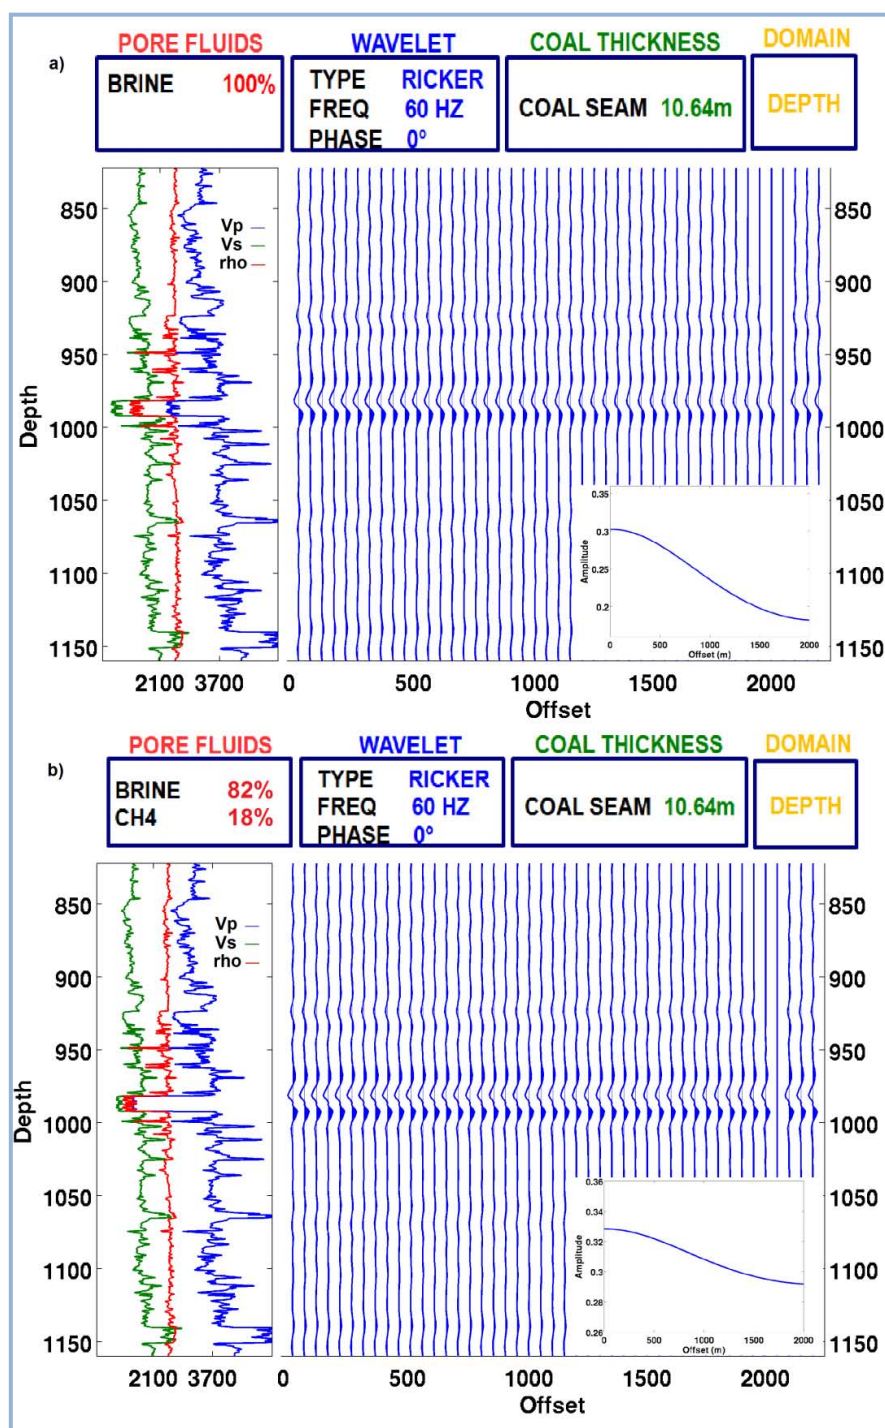 a)
PORE FLUIDS WAVELET COAL THICKNESS DOMAIN
BRINE 100%
TYPE RICKER
FREQ 60 HZ
PHASE 0°
COAL SEAM 10.64m
DEPTH
Vp
Vs
rho
Depth
850
900
950
1000
1050
1100
1150
2100 3700
0 500 1000 1500 2000
Offset
850
900
950
1000
1050
1100
1150
Amplitude
0.35
0.3
0.25
0.2
0 500 1000 1500 2000
Offset (m)
b)
PORE FLUIDS WAVELET COAL THICKNESS DOMAIN
BRINE 82%
CH4 18%
TYPE RICKER
FREQ 60 HZ
PHASE 0°
COAL SEAM 10.64m
DEPTH
Vp
Vs
rho
Depth
850
900
950
1000
1050
1100
1150
2100 3700
0 500 1000 1500 2000
Offset
850
900
950
1000
1050
1100
1150
Amplitude
0.36
0.34
0.32
0.3
0.28
0.26
0 500 1000 1500 2000
Offset (m)